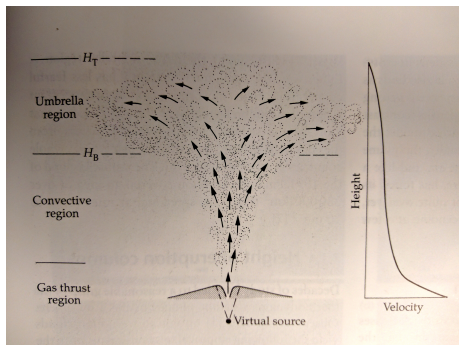 H_T
Umbrella
region
H_B
Convective
region
Gas thrust
region
Virtual source
Height
Velocity